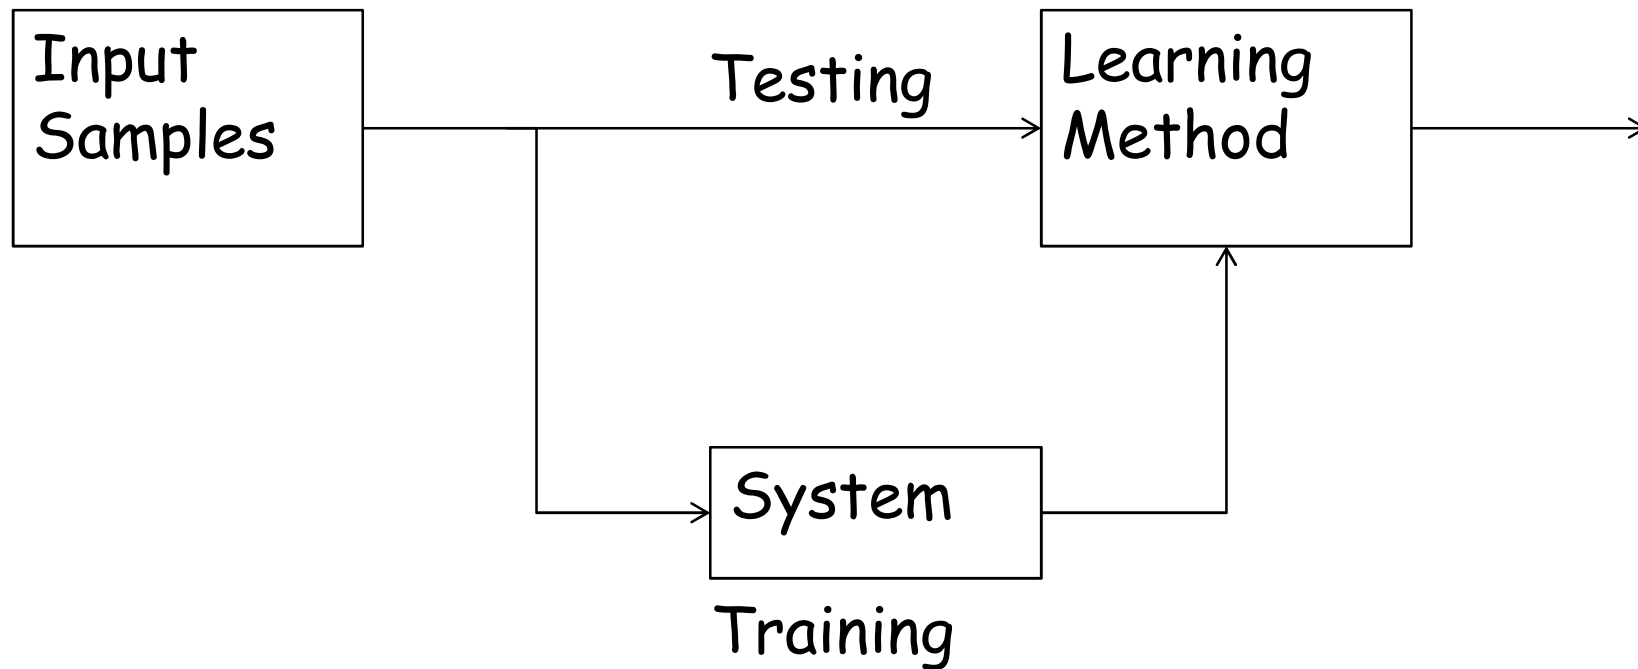 Input
Samples
Testing
Learning
Method
System
Training